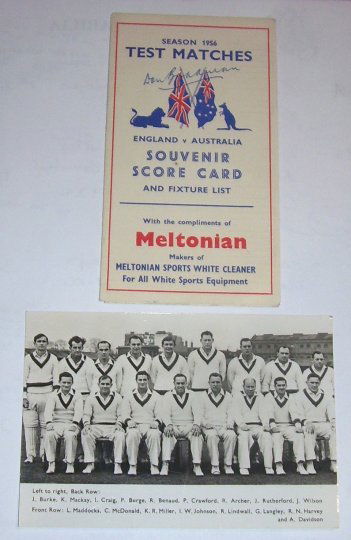 SEASON 1956
TEST MATCHES
Don Bradman
ENGLAND v AUSTRALIA
SOUVENIR
SCORE CARD
AND FIXTURE LIST
With the compliments of
Meltonian
Makers of
MELTONIAN SPORTS WHITE CLEANER
For All White Sports Equipment
Left to right, Back Row:
J. Burke, K. Mackay, I. Craig, P. Burge, R. Benaud, P. Crawford, R. Archer, J. Rutherford, J. Wilson
Front Row: L. Maddocks, C. McDonald, K. R. Miller, I. W. Johnson, R. Lindwall, G. Langley, R. N. Harvey
and A. Davidson